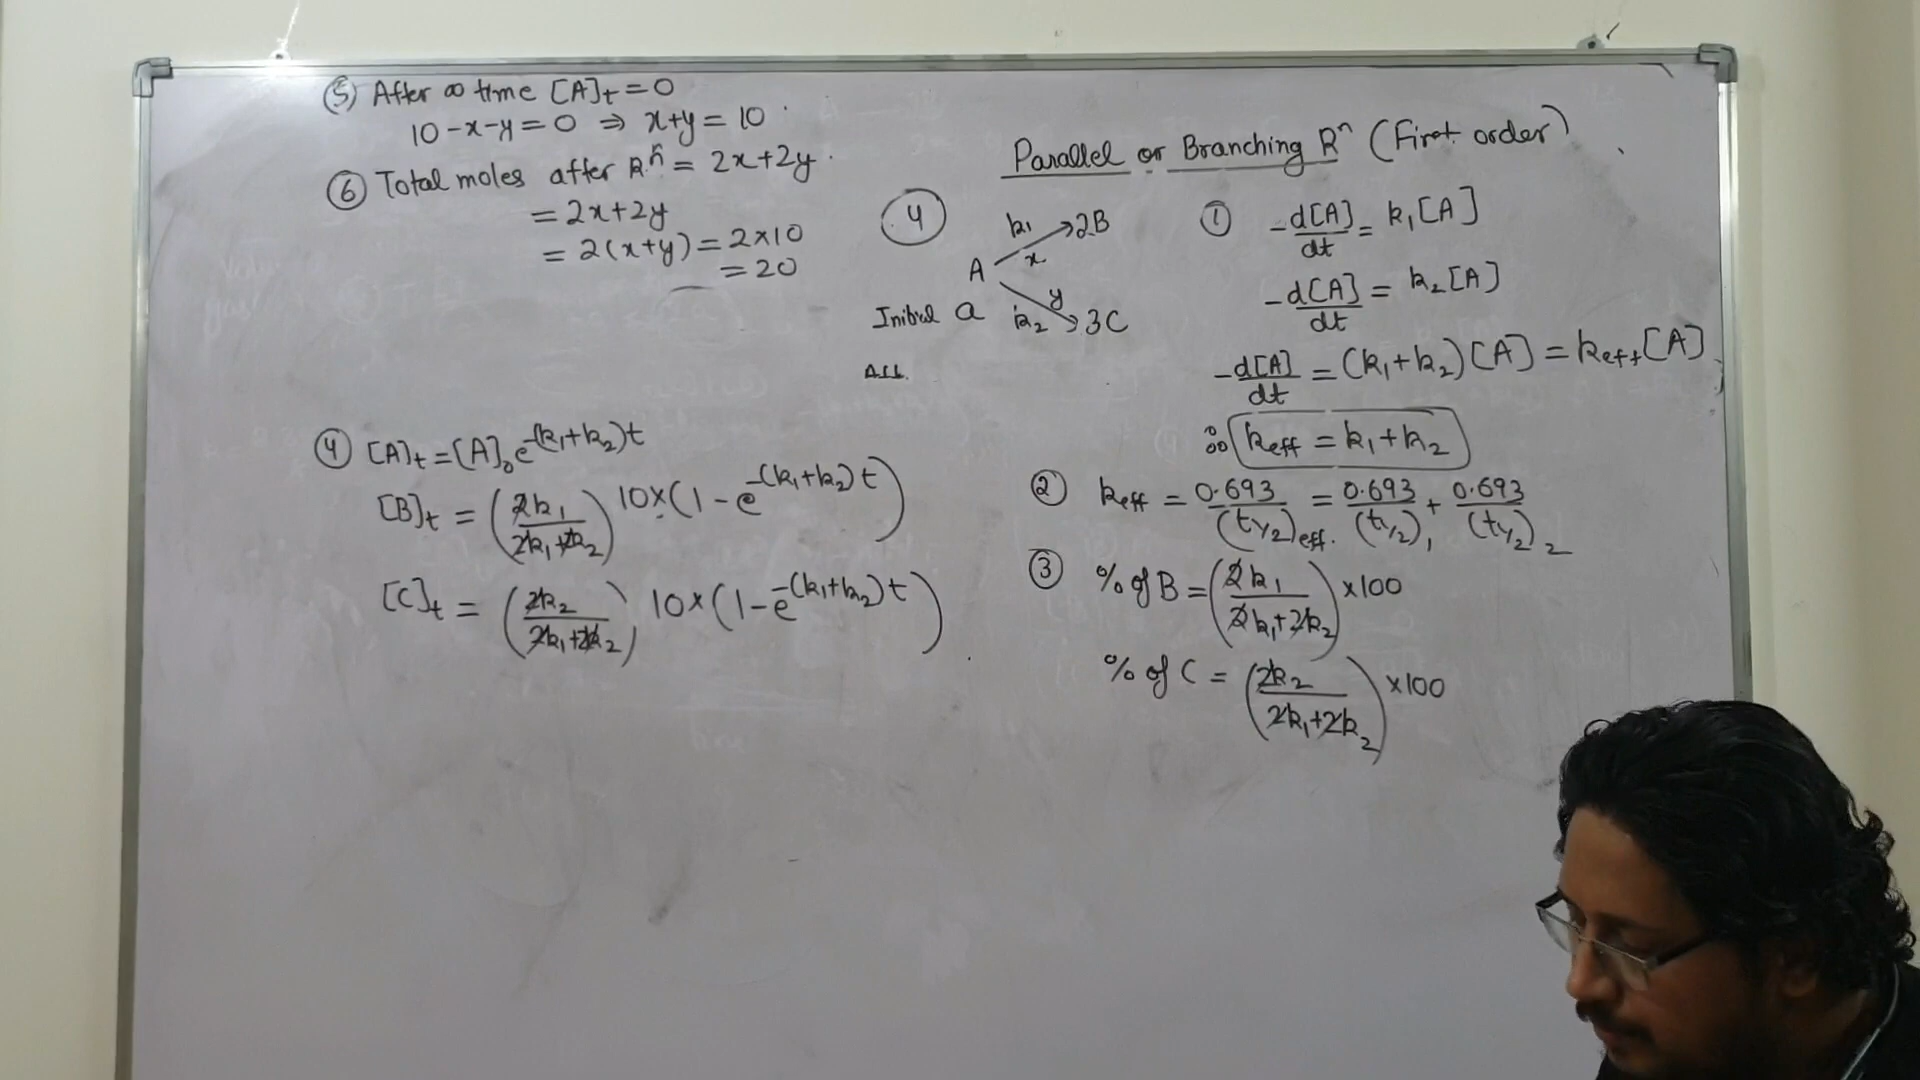 ⑤ After ∞ time [A]t = 0
10 - x - y = 0 ⇒ x + y = 10
⑥ Total moles after Rⁿ = 2x + 2y
= 2x + 2y
= 2(x + y) = 2 × 10
= 20
Parallel or Branching Rⁿ (First order)
④
k₁ 2B
A x
y
Initial a k₂ 3C
① -d[A]/dt = k₁[A]
-d[A]/dt = k₂[A]
-d[A]/dt = (k₁ + k₂)[A] = keff[A]
∴ keff = k₁ + k₂
② keff = 0.693/(t½)eff. = 0.693/(t½)₁ + 0.693/(t½)₂
③ % of B = (2k₁/(2k₁ + 2k₂)) × 100
% of C = (2k₂/(2k₁ + 2k₂)) × 100
④ [A]t = [A]₀e^-(k₁ + k₂)t
[B]t = (2k₁/(2k₁ + 2k₂)) 10 × (1 - e^-(k₁ + k₂)t)
[C]t = (2k₂/(2k₁ + 2k₂)) 10 × (1 - e^-(k₁ + k₂)t)